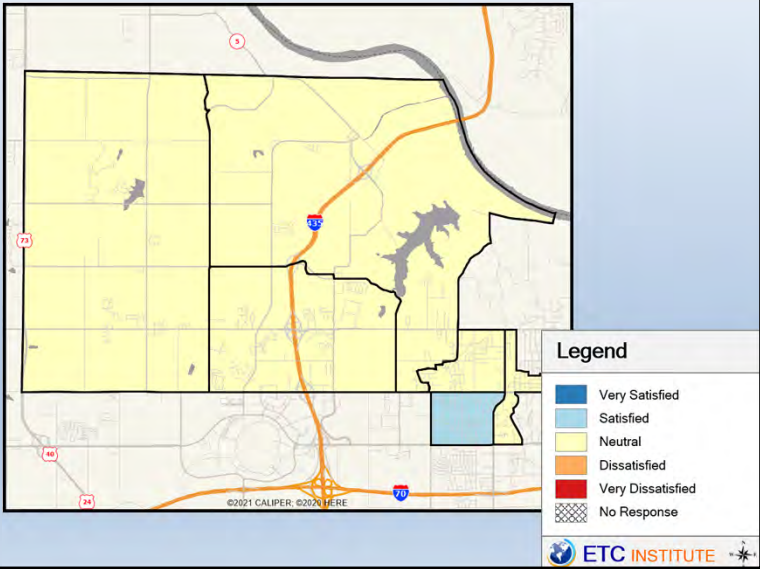 5
435
73
40
24
70
©2021 CALIPER; ©2020 HERE
Legend
Very Satisfied
Satisfied
Neutral
Dissatisfied
Very Dissatisfied
No Response
ETC INSTITUTE